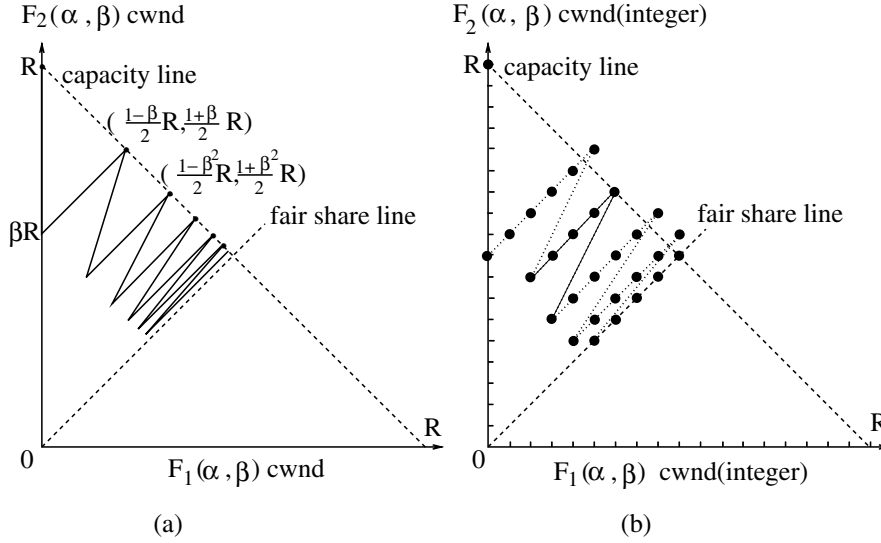 F₂(α , β) cwnd
R
capacity line
( (1−β)/2 R, (1+β)/2 R)
( (1−β²)/2 R, (1+β²)/2 R)
fair share line
βR
R
0
F₁(α , β) cwnd
(a)
F₂(α , β) cwnd(integer)
R
capacity line
fair share line
R
0
F₁(α , β) cwnd(integer)
(b)